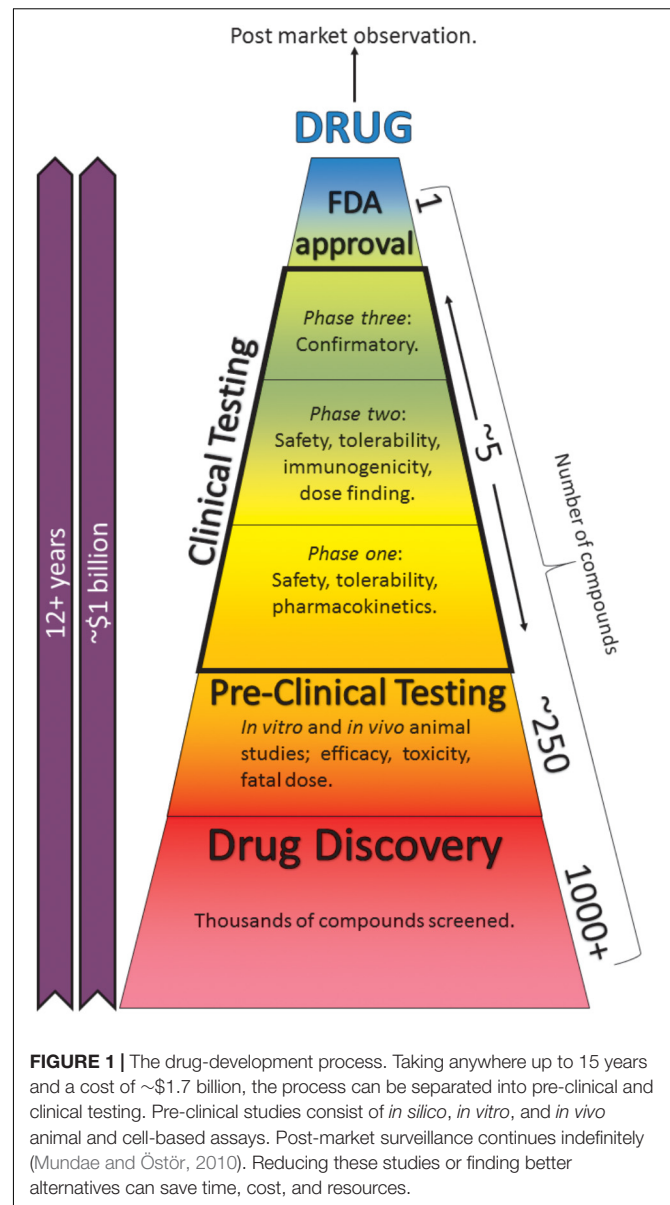 Post market observation.
DRUG
FDA
approval
1
Clinical Testing
Phase three:
Confirmatory.
Phase two:
Safety, tolerability,
immunogenicity,
dose finding.
~5
Phase one:
Safety, tolerability,
pharmacokinetics.
Number of compounds
12+ years
~$1 billion
Pre-Clinical Testing
In vitro and in vivo animal
studies; efficacy, toxicity,
fatal dose.
~250
Drug Discovery
Thousands of compounds screened.
1000+
FIGURE 1 | The drug-development process. Taking anywhere up to 15 years
and a cost of ~$1.7 billion, the process can be separated into pre-clinical and
clinical testing. Pre-clinical studies consist of in silico, in vitro, and in vivo
animal and cell-based assays. Post-market surveillance continues indefinitely
(Mundae and Östör, 2010). Reducing these studies or finding better
alternatives can save time, cost, and resources.